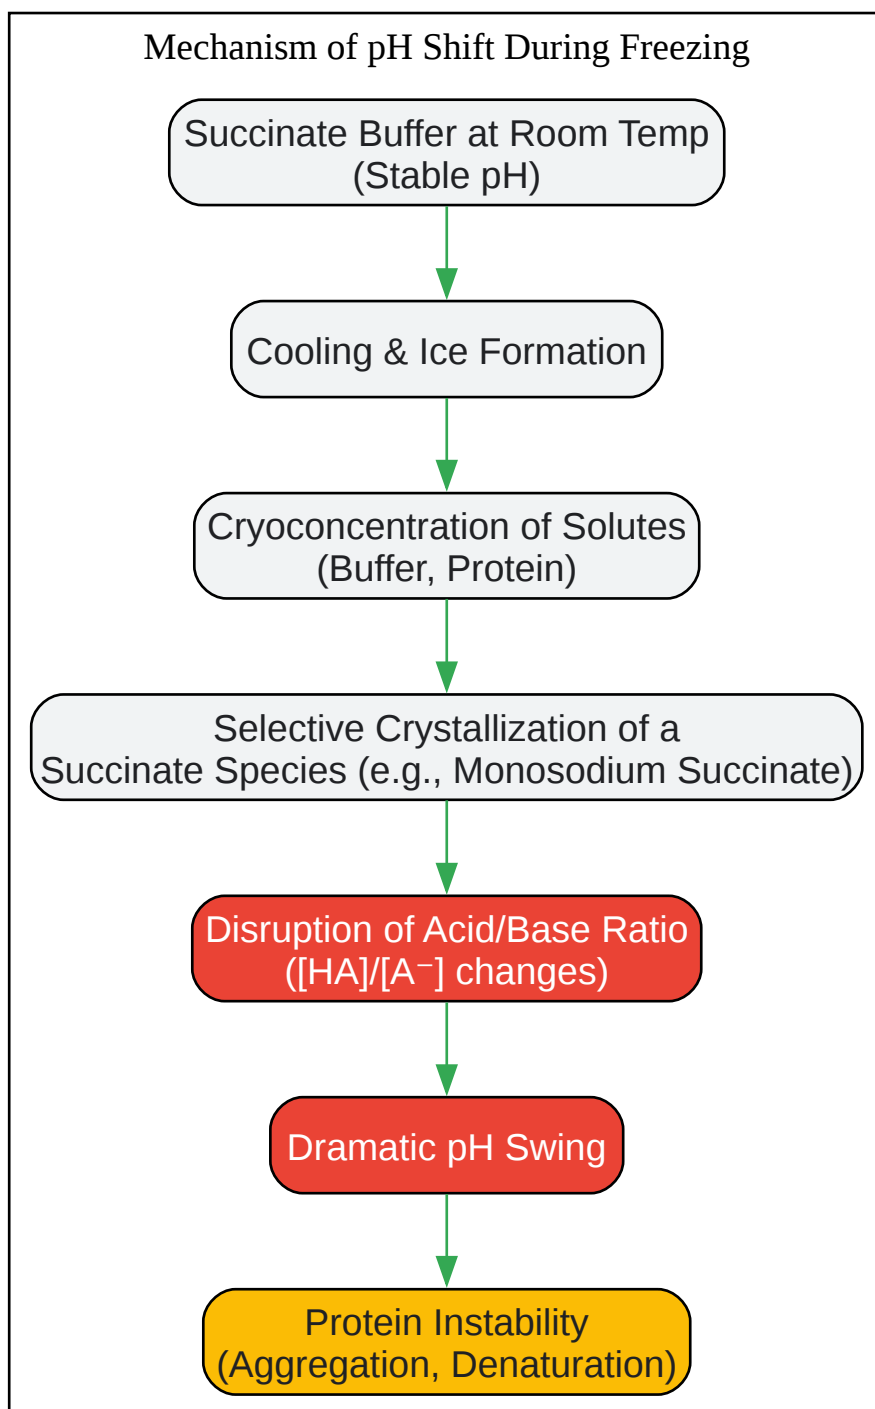 Mechanism of pH Shift During Freezing
Succinate Buffer at Room Temp
(Stable pH)
Cooling & Ice Formation
Cryoconcentration of Solutes
(Buffer, Protein)
Selective Crystallization of a
Succinate Species (e.g., Monosodium Succinate)
Disruption of Acid/Base Ratio
([HA]/[A⁻] changes)
Dramatic pH Swing
Protein Instability
(Aggregation, Denaturation)